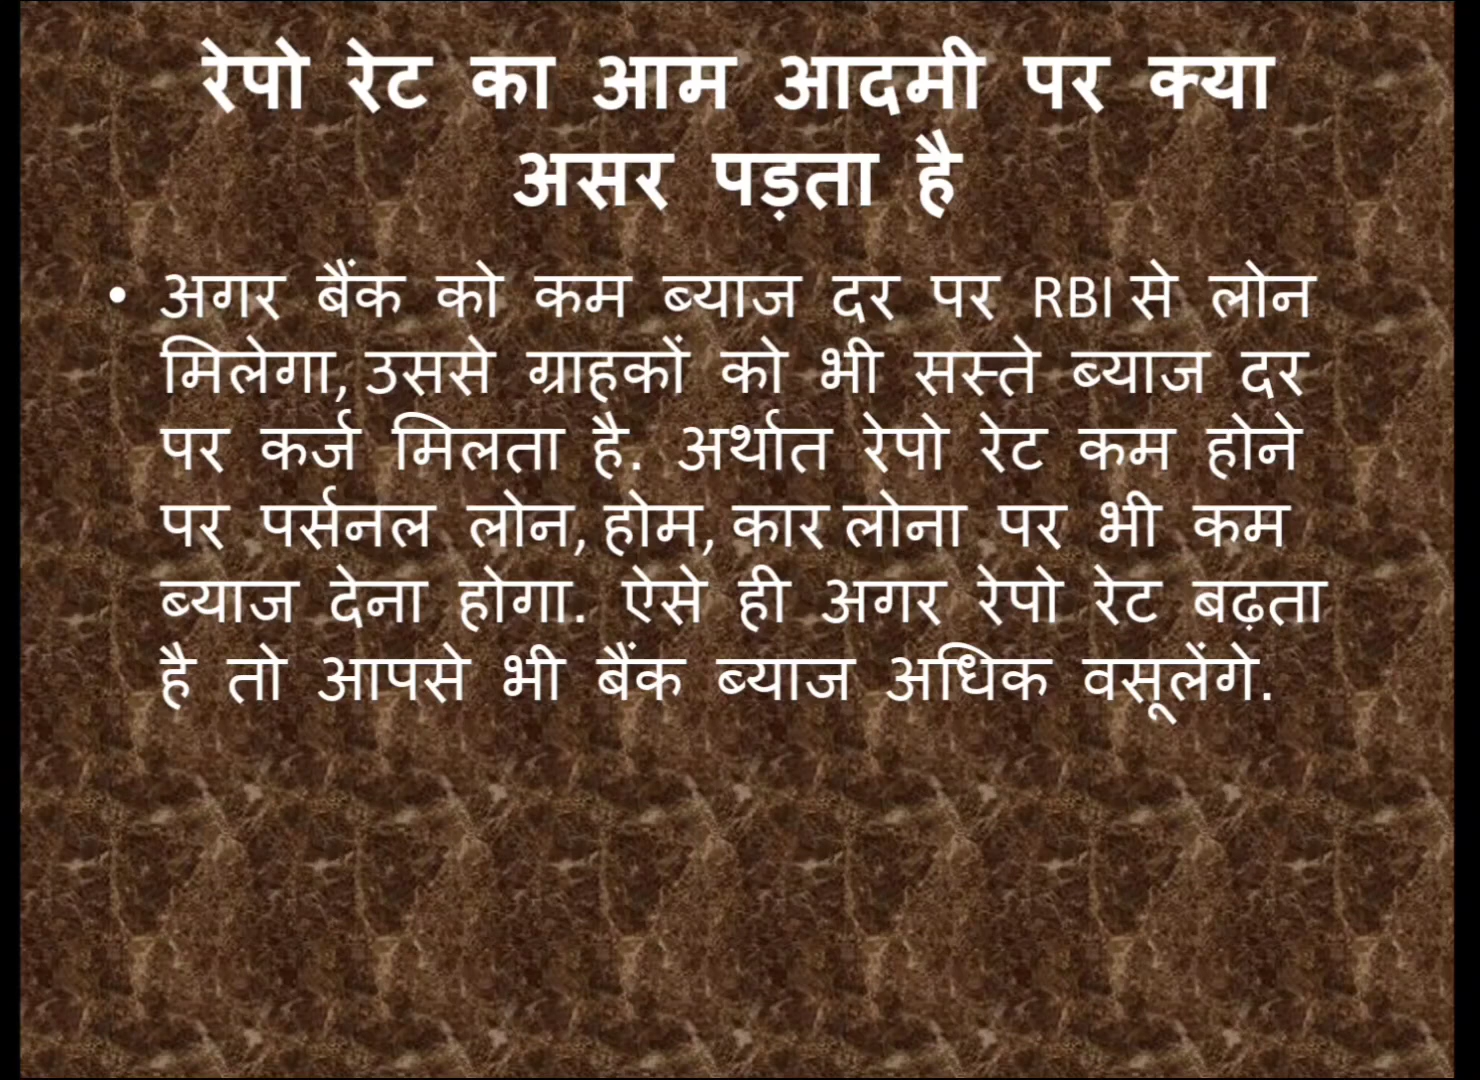 रेपो रेट का आम आदमी पर क्या
असर पड़ता है
• अगर बैंक को कम ब्याज दर पर RBI से लोन
मिलेगा, उससे ग्राहकों को भी सस्ते ब्याज दर
पर कर्ज मिलता है. अर्थात रेपो रेट कम होने
पर पर्सनल लोन, होम, कार लोना पर भी कम
ब्याज देना होगा. ऐसे ही अगर रेपो रेट बढ़ता
है तो आपसे भी बैंक ब्याज अधिक वसूलेंगे.